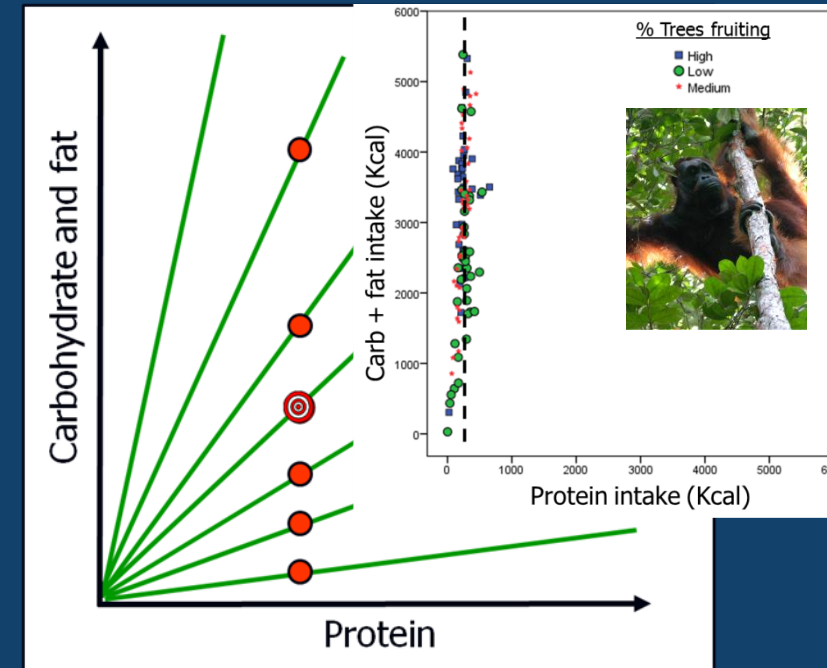 Carbohydrate and fat
Protein
% Trees fruiting
High
Low
Medium
Carb + fat intake (Kcal)
6000
5000
4000
3000
2000
1000
0
0 1000 2000 3000 4000 5000
Protein intake (Kcal)